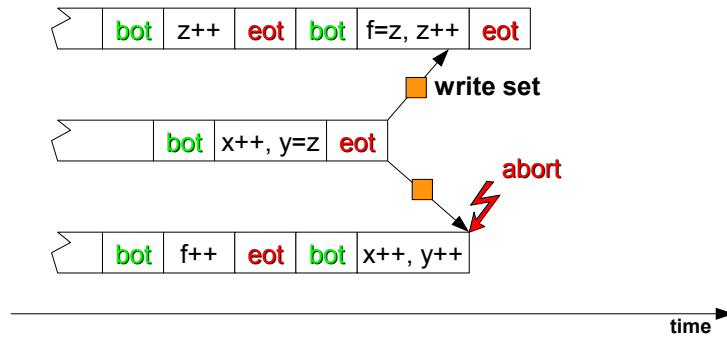 bot z++ eot bot f=z, z++ eot
write set
bot x++, y=z eot
abort
bot f++ eot bot x++, y++
time